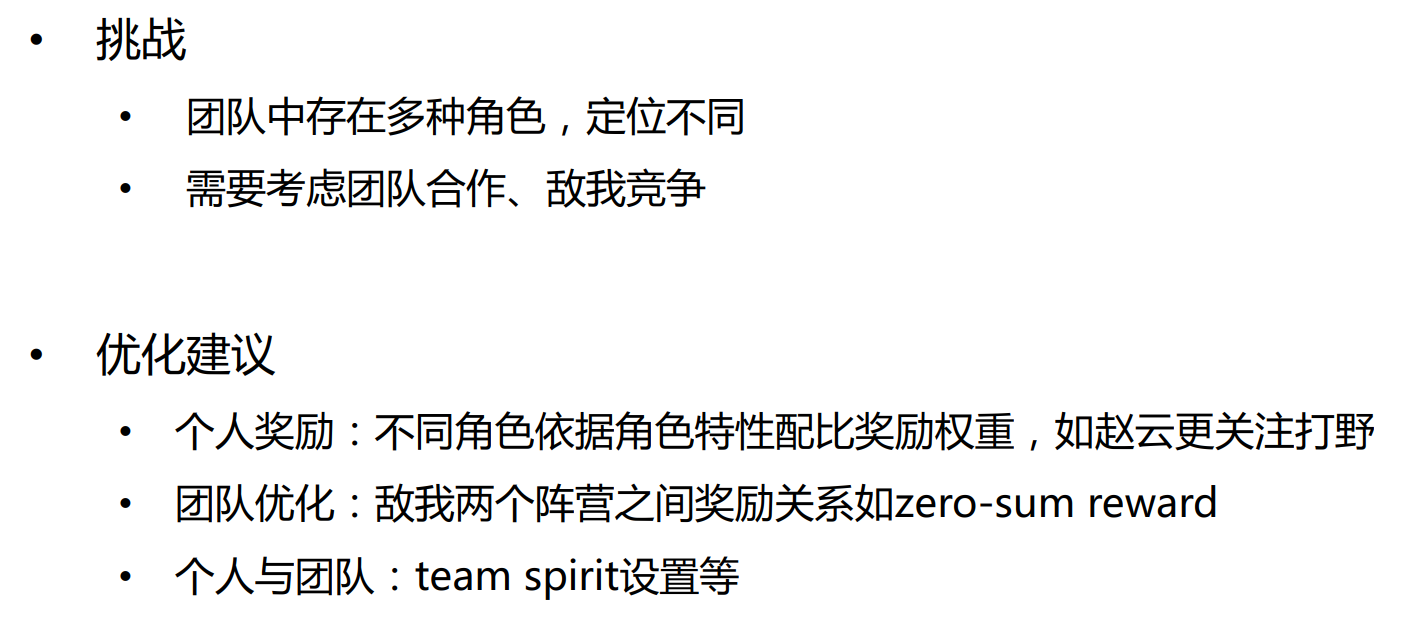 • 挑战
• 团队中存在多种角色，定位不同
• 需要考虑团队合作、敌我竞争
• 优化建议
• 个人奖励：不同角色依据角色特性配比奖励权重，如赵云更关注打野
• 团队优化：敌我两个阵营之间奖励关系如zero-sum reward
• 个人与团队：team spirit设置等